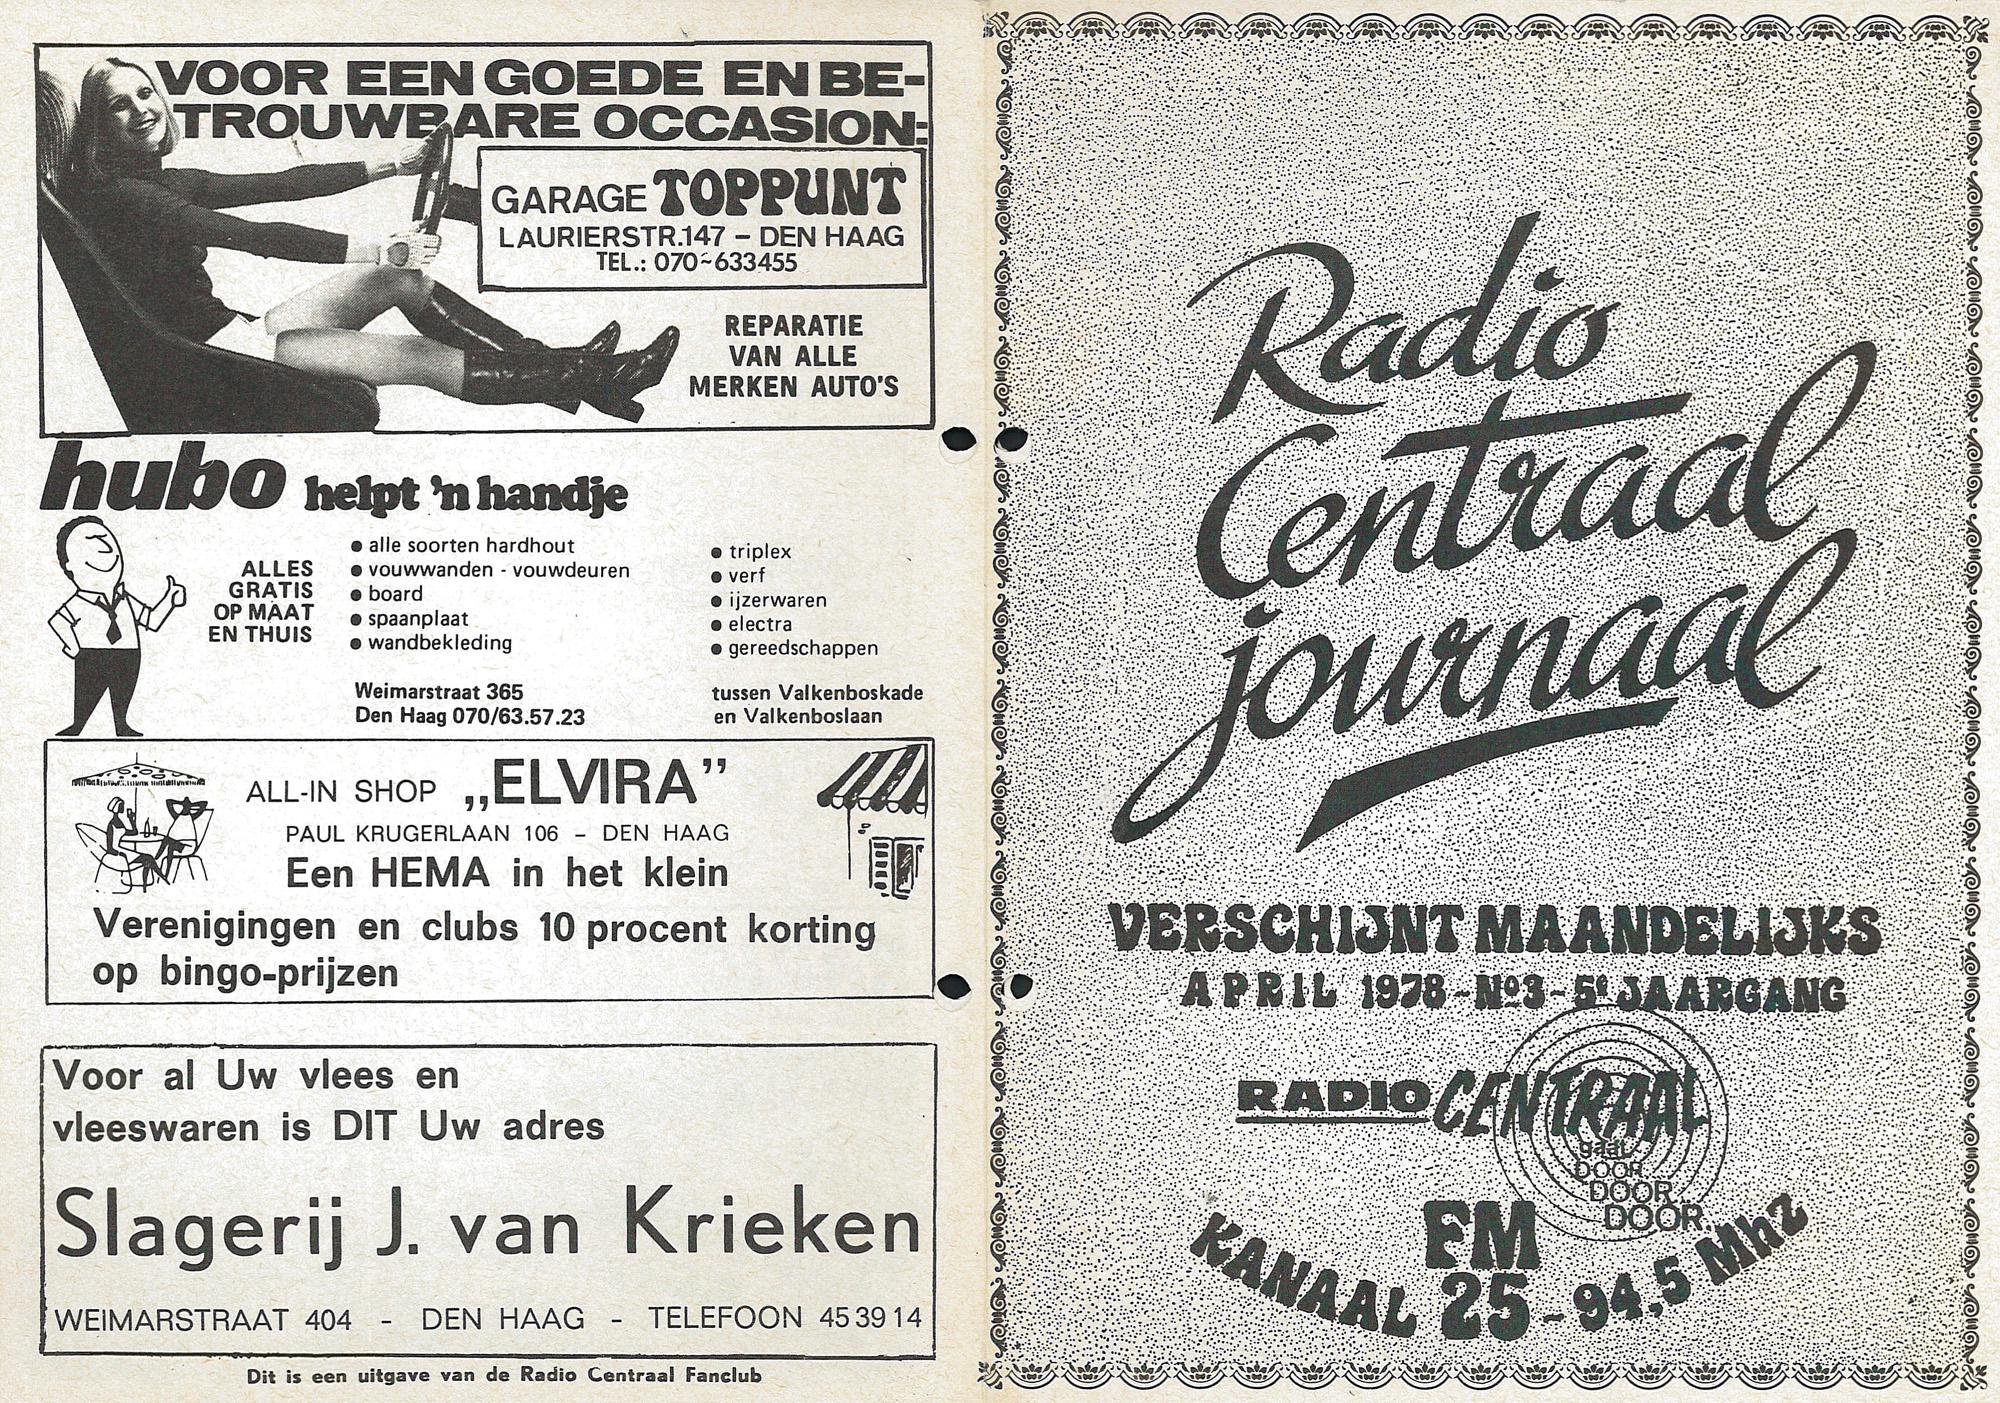 VOOR EEN GOEDE EN BE-
TROUWBARE OCCASION:
GARAGE TOPPUNT
LAURIERSTR.147 – DEN HAAG
TEL.: 070~633455
REPARATIE
VAN ALLE
MERKEN AUTO'S
hubo helpt 'n handje
ALLES
GRATIS
OP MAAT
EN THUIS
● alle soorten hardhout
● vouwwanden - vouwdeuren
● board
● spaanplaat
● wandbekleding
● triplex
● verf
● ijzerwaren
● electra
● gereedschappen
Weimarstraat 365
Den Haag 070/63.57.23
tussen Valkenboskade
en Valkenboslaan
ALL-IN SHOP „ELVIRA”
PAUL KRUGERLAAN 106 – DEN HAAG
Een HEMA in het klein
Verenigingen en clubs 10 procent korting
op bingo-prijzen
Voor al Uw vlees en
vleeswaren is DIT Uw adres
Slagerij J. van Krieken
WEIMARSTRAAT 404 – DEN HAAG – TELEFOON 45 39 14
Dit is een uitgave van de Radio Centraal Fanclub
Radio
Centraal
journaal
VERSCHIJNT MAANDELIJKS
APRIL 1978 - No3 - 5e JAARGANG
RADIO CENTRAAL
gaat
DOOR
DOOR
DOOR
FM
KANAAL 25 - 94,5 Mhz